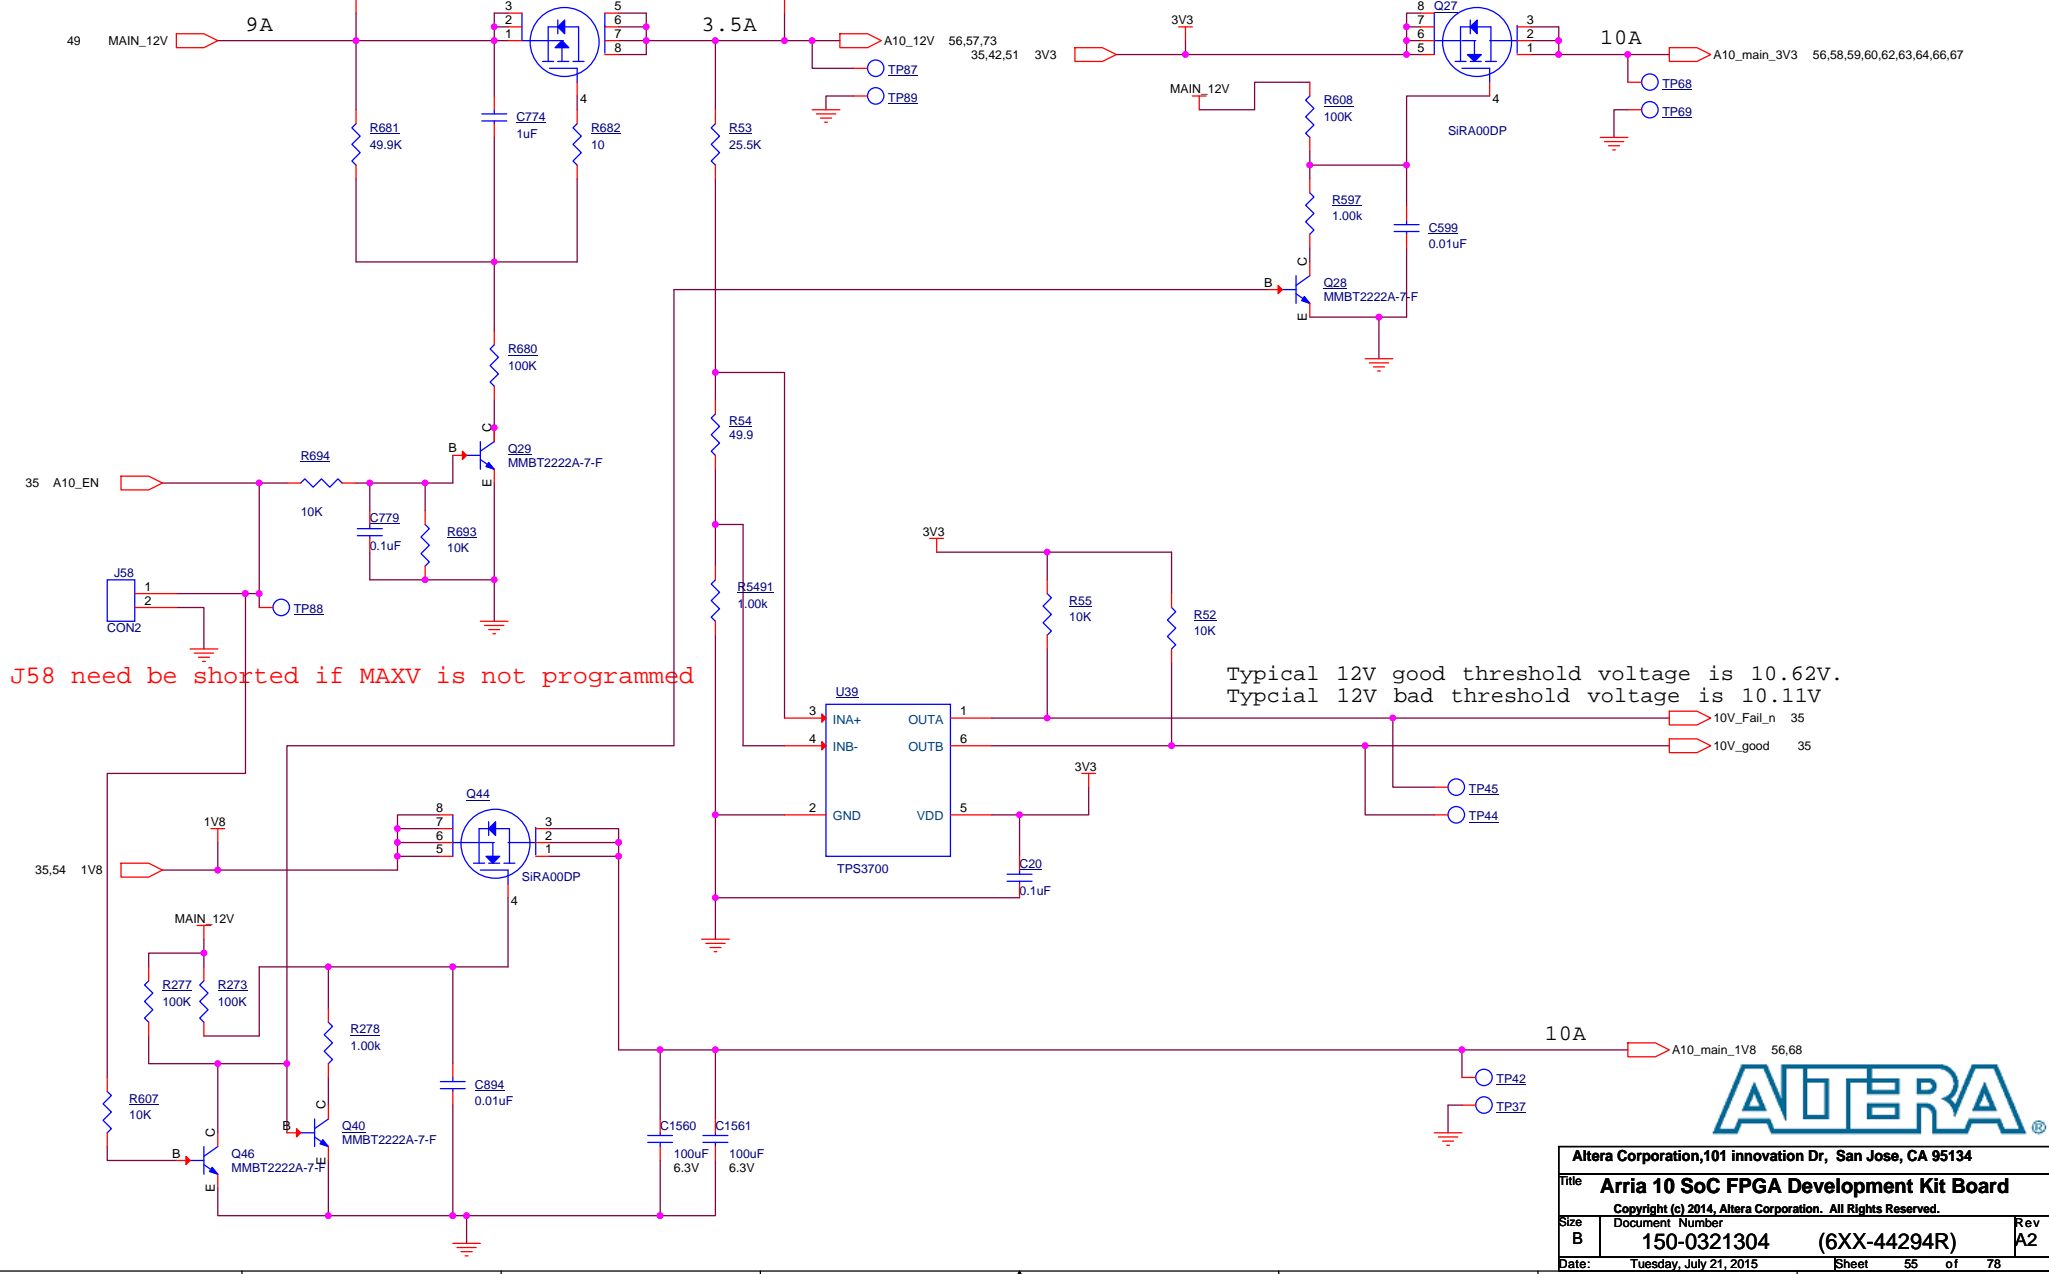 9A
49 MAIN_12V
3
2
1
5
6
7
8
4
3.5A
A10_12V 56,57,73
TP87
TP89
R681
49.9K
C774
1uF
R682
10
R53
25.5K
35,42,51 3V3
3V3
8
7
6
5
Q27
3
2
1
4
10A
A10_main_3V3 56,58,59,60,62,63,64,66,67
TP68
TP69
MAIN_12V
R608
100K
SiRA00DP
R597
1.00k
C599
0.01uF
C
B
E
Q28
MMBT2222A-7-F
R680
100K
C
B
E
Q29
MMBT2222A-7-F
R54
49.9
35 A10_EN
R694
10K
C779
0.1uF
R693
10K
J58
1
2
CON2
TP88
J58 need be shorted if MAXV is not programmed
R5491
1.00k
3V3
R55
10K
R52
10K
Typical 12V good threshold voltage is 10.62V.
Typcial 12V bad threshold voltage is 10.11V
U39
3 INA+ OUTA 1
4 INB- OUTB 6
2 GND VDD 5
TPS3700
10V_Fail_n 35
10V_good 35
3V3
C20
0.1uF
TP45
TP44
Q44
8
7
6
5
3
2
1
4
SiRA00DP
1V8
35,54 1V8
MAIN_12V
R277
100K
R273
100K
R278
1.00k
C894
0.01uF
R607
10K
C
B
E
Q46
MMBT2222A-7-F
C
B
E
Q40
MMBT2222A-7-F
C1560
100uF
6.3V
C1561
100uF
6.3V
10A
A10_main_1V8 56,68
TP42
TP37
ALTERA®
Altera Corporation,101 innovation Dr, San Jose, CA 95134
Title Arria 10 SoC FPGA Development Kit Board
Copyright (c) 2014, Altera Corporation. All Rights Reserved.
Size Document Number Rev
B 150-0321304 (6XX-44294R) A2
Date: Tuesday, July 21, 2015 Sheet 55 of 78